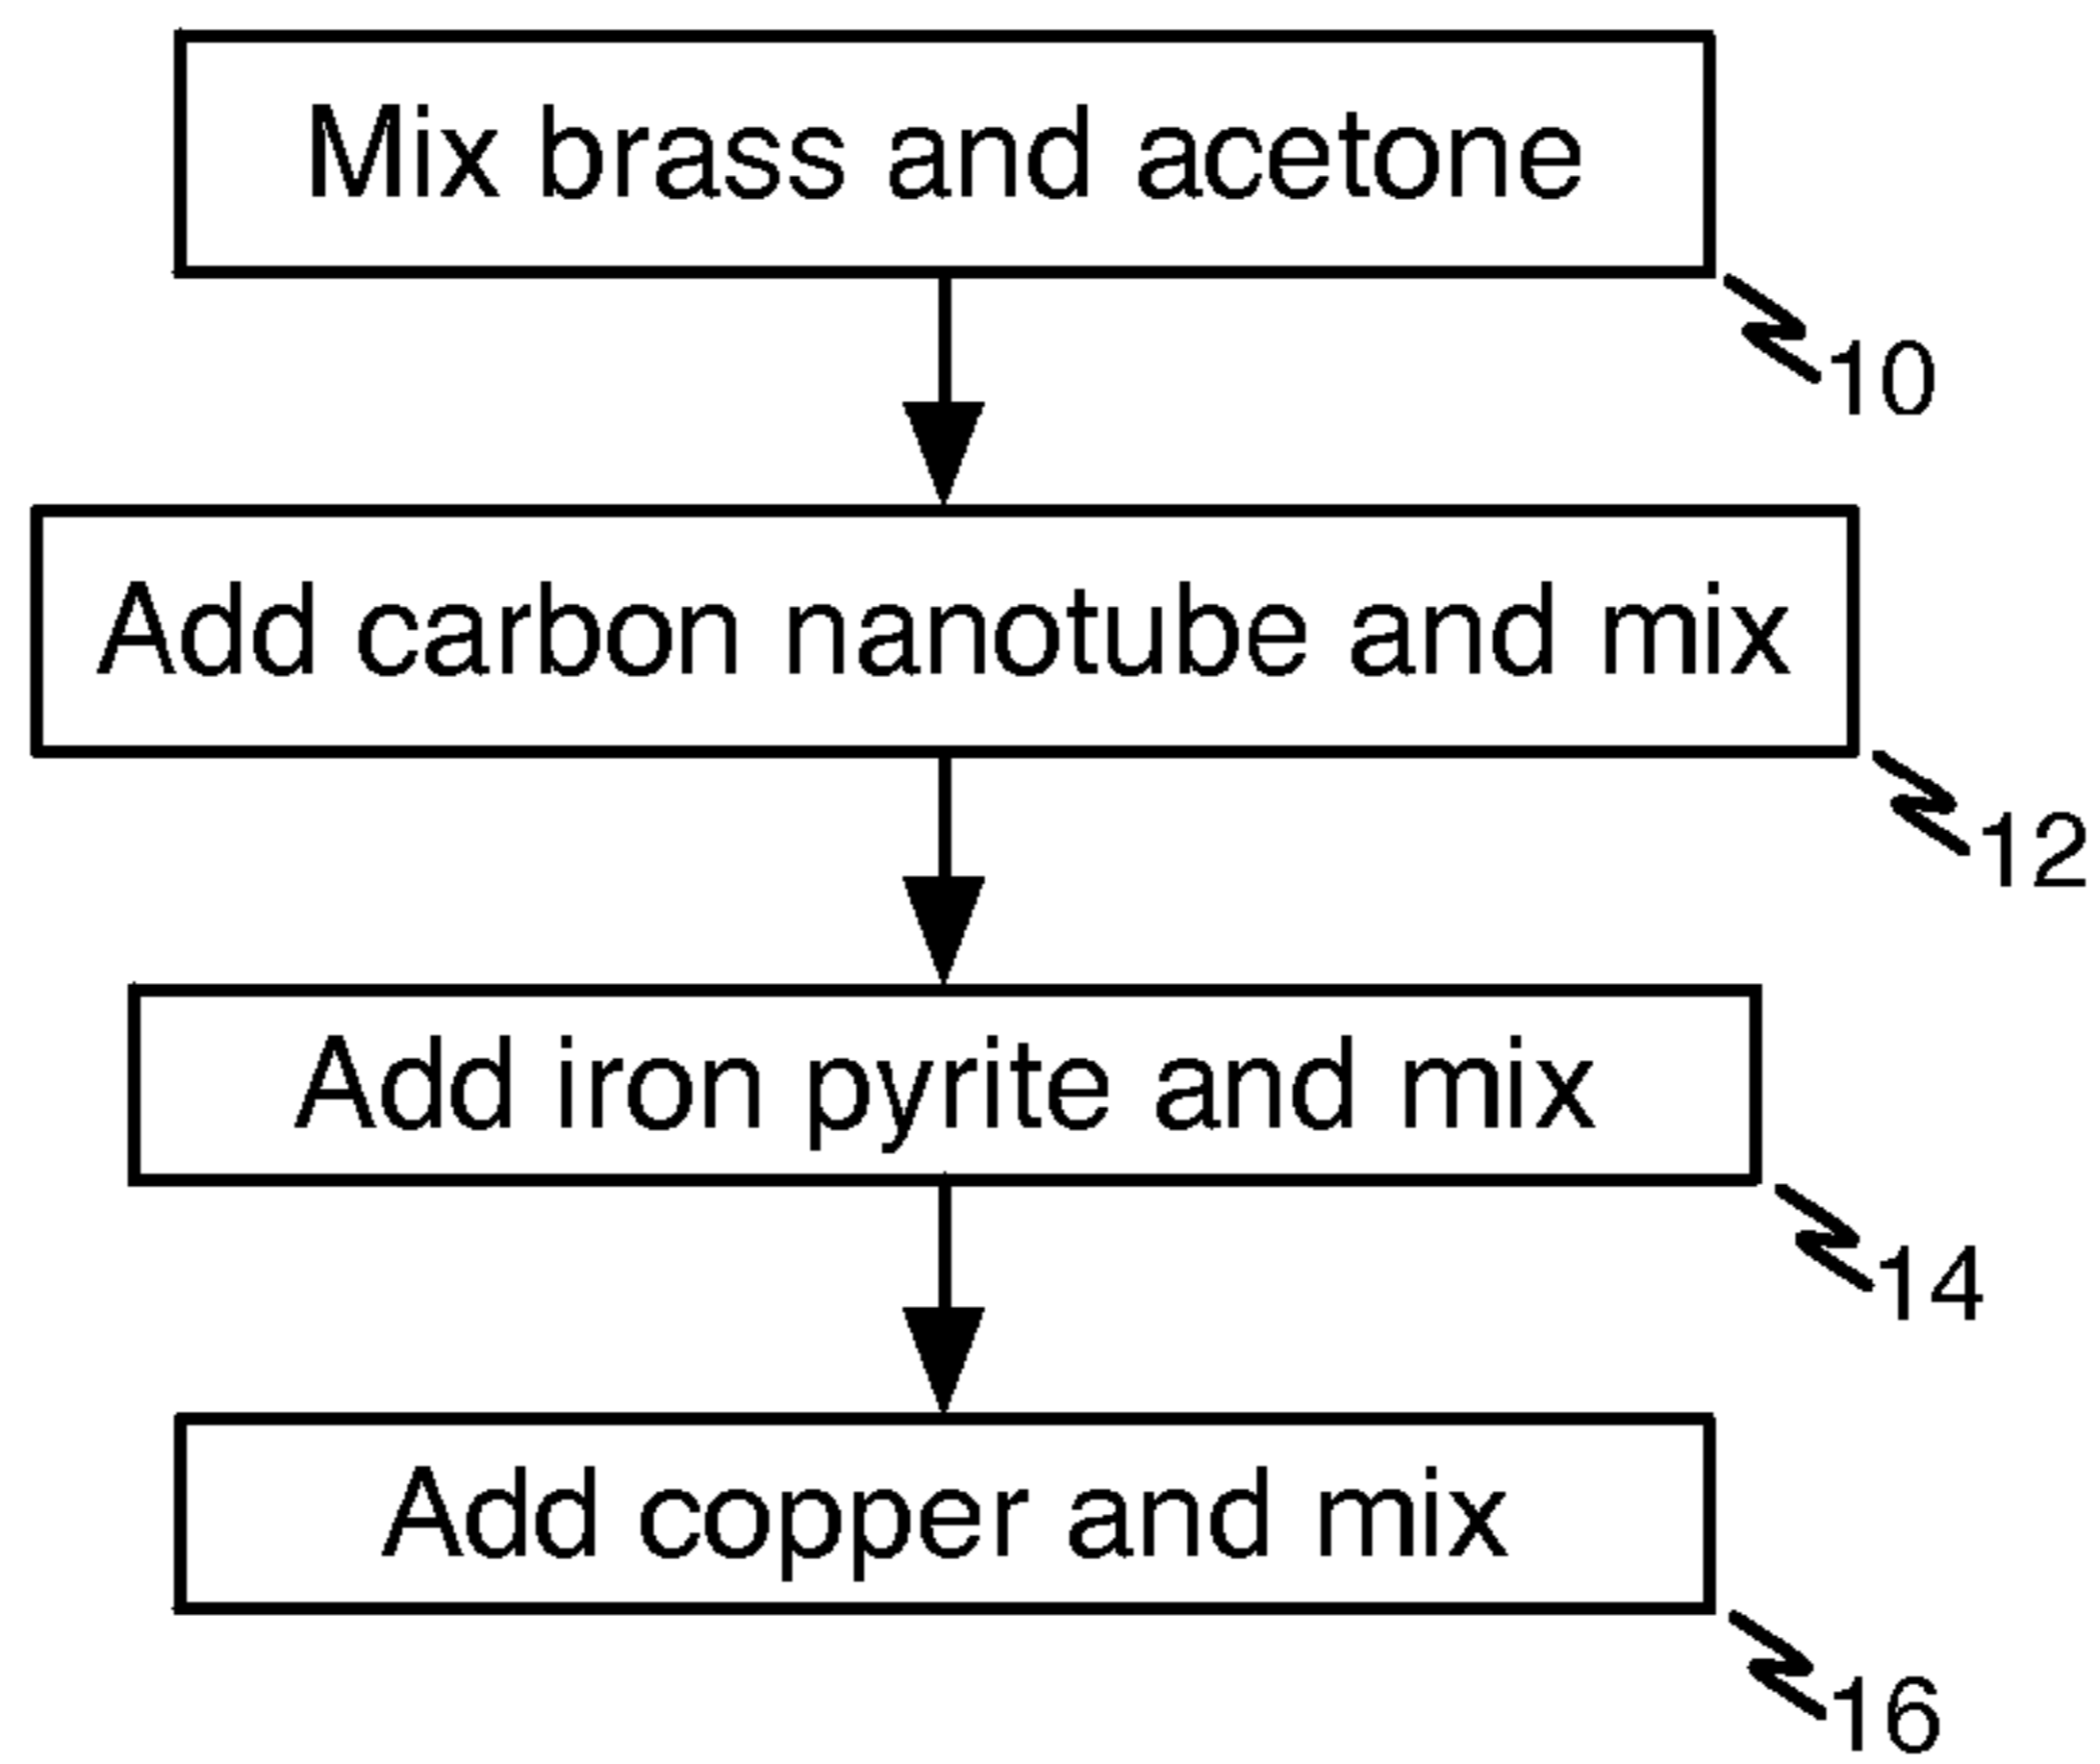 Mix brass and acetone
10
Add carbon nanotube and mix
12
Add iron pyrite and mix
14
Add copper and mix
16